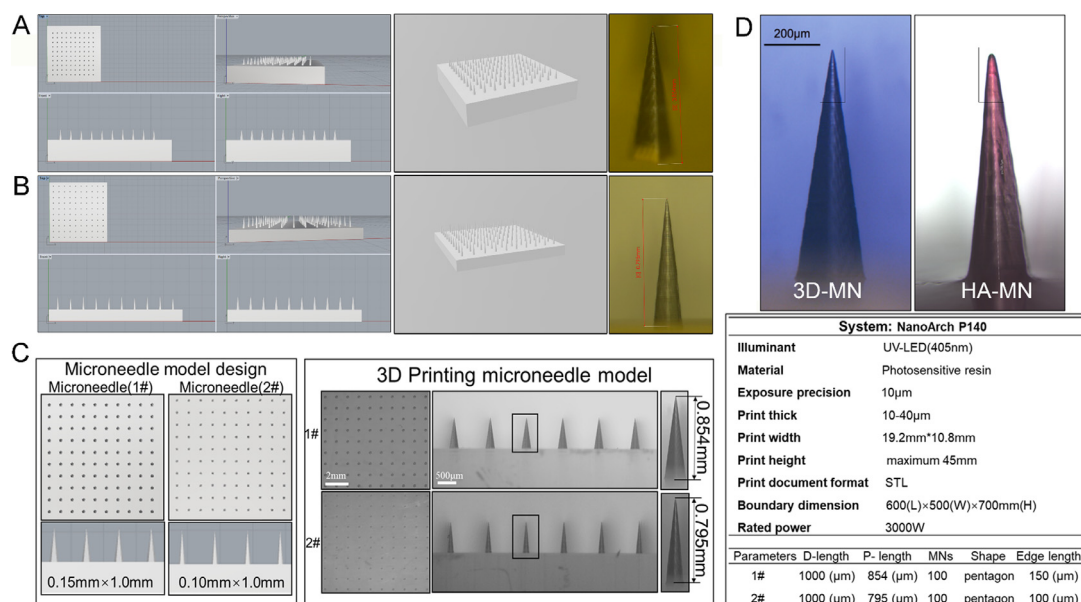 A
B
C
Microneedle model design
Microneedle(1#)
Microneedle(2#)
0.15mm×1.0mm
0.10mm×1.0mm
3D Printing microneedle model
1#
2mm
500μm
0.854mm
2#
0.795mm
D
200μm
3D-MN
HA-MN
System: NanoArch P140
Illuminant UV-LED(405nm)
Material Photosensitive resin
Exposure precision 10μm
Print thick 10-40μm
Print width 19.2mm*10.8mm
Print height maximum 45mm
Print document format STL
Boundary dimension 600(L)×500(W)×700mm(H)
Rated power 3000W
Parameters D-length P- length MNs Shape Edge length
1# 1000 (μm) 854 (μm) 100 pentagon 150 (μm)
2# 1000 (μm) 795 (μm) 100 pentagon 100 (μm)